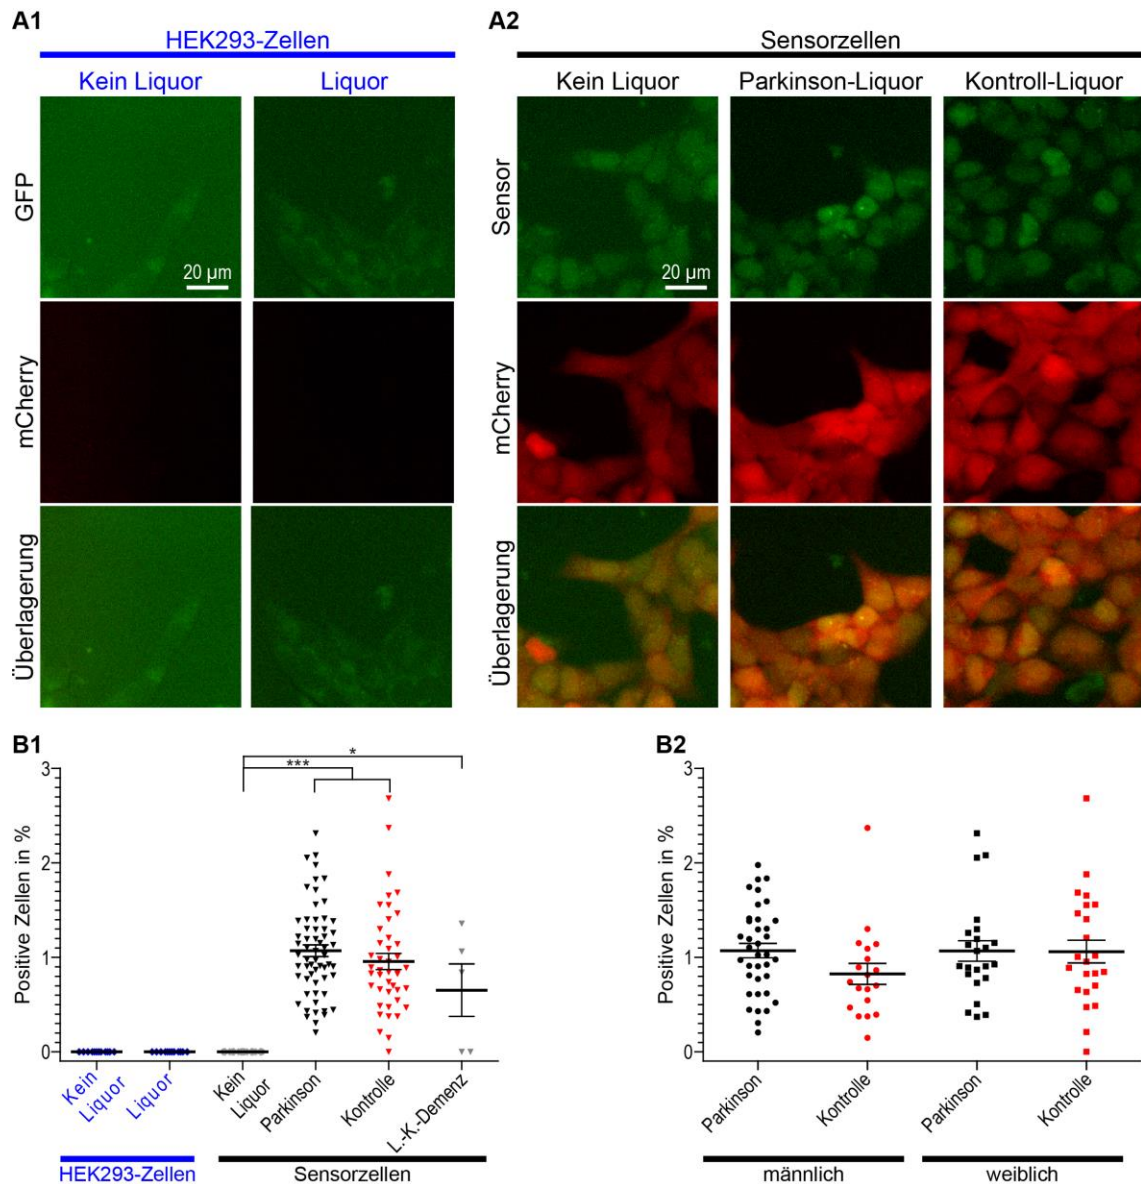 A1
HEK293-Zellen
Kein Liquor
Liquor
GFP
20 µm
mCherry
Überlagerung
A2
Sensorzellen
Kein Liquor
Parkinson-Liquor
Kontroll-Liquor
Sensor
20 µm
mCherry
Überlagerung
B1
Positive Zellen in %
3
2
1
0
***
*
Kein
Liquor
Liquor
Kein
Liquor
Parkinson
Kontrolle
L.-K.-Demenz
HEK293-Zellen
Sensorzellen
B2
Positive Zellen in %
3
2
1
0
Parkinson
Kontrolle
Parkinson
Kontrolle
männlich
weiblich